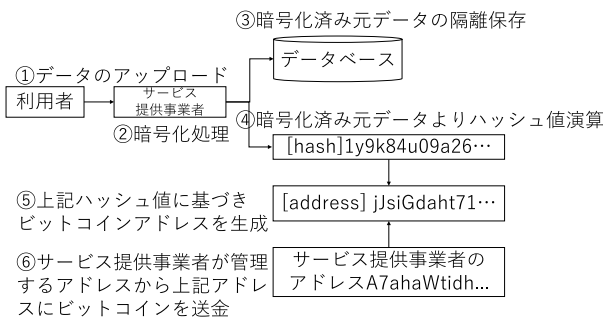 ③暗号化済み元データの隔離保存
データベース
①データのアップロード
利用者
サービス
提供事業者
②暗号化処理
④暗号化済み元データよりハッシュ値演算
[hash]1y9k84u09a26…
⑤上記ハッシュ値に基づき
ビットコインアドレスを生成
[address] jJsiGdaht71…
⑥サービス提供事業者が管理
するアドレスから上記アドレ
スにビットコインを送金
サービス提供事業者の
アドレスA7ahaWtidh...